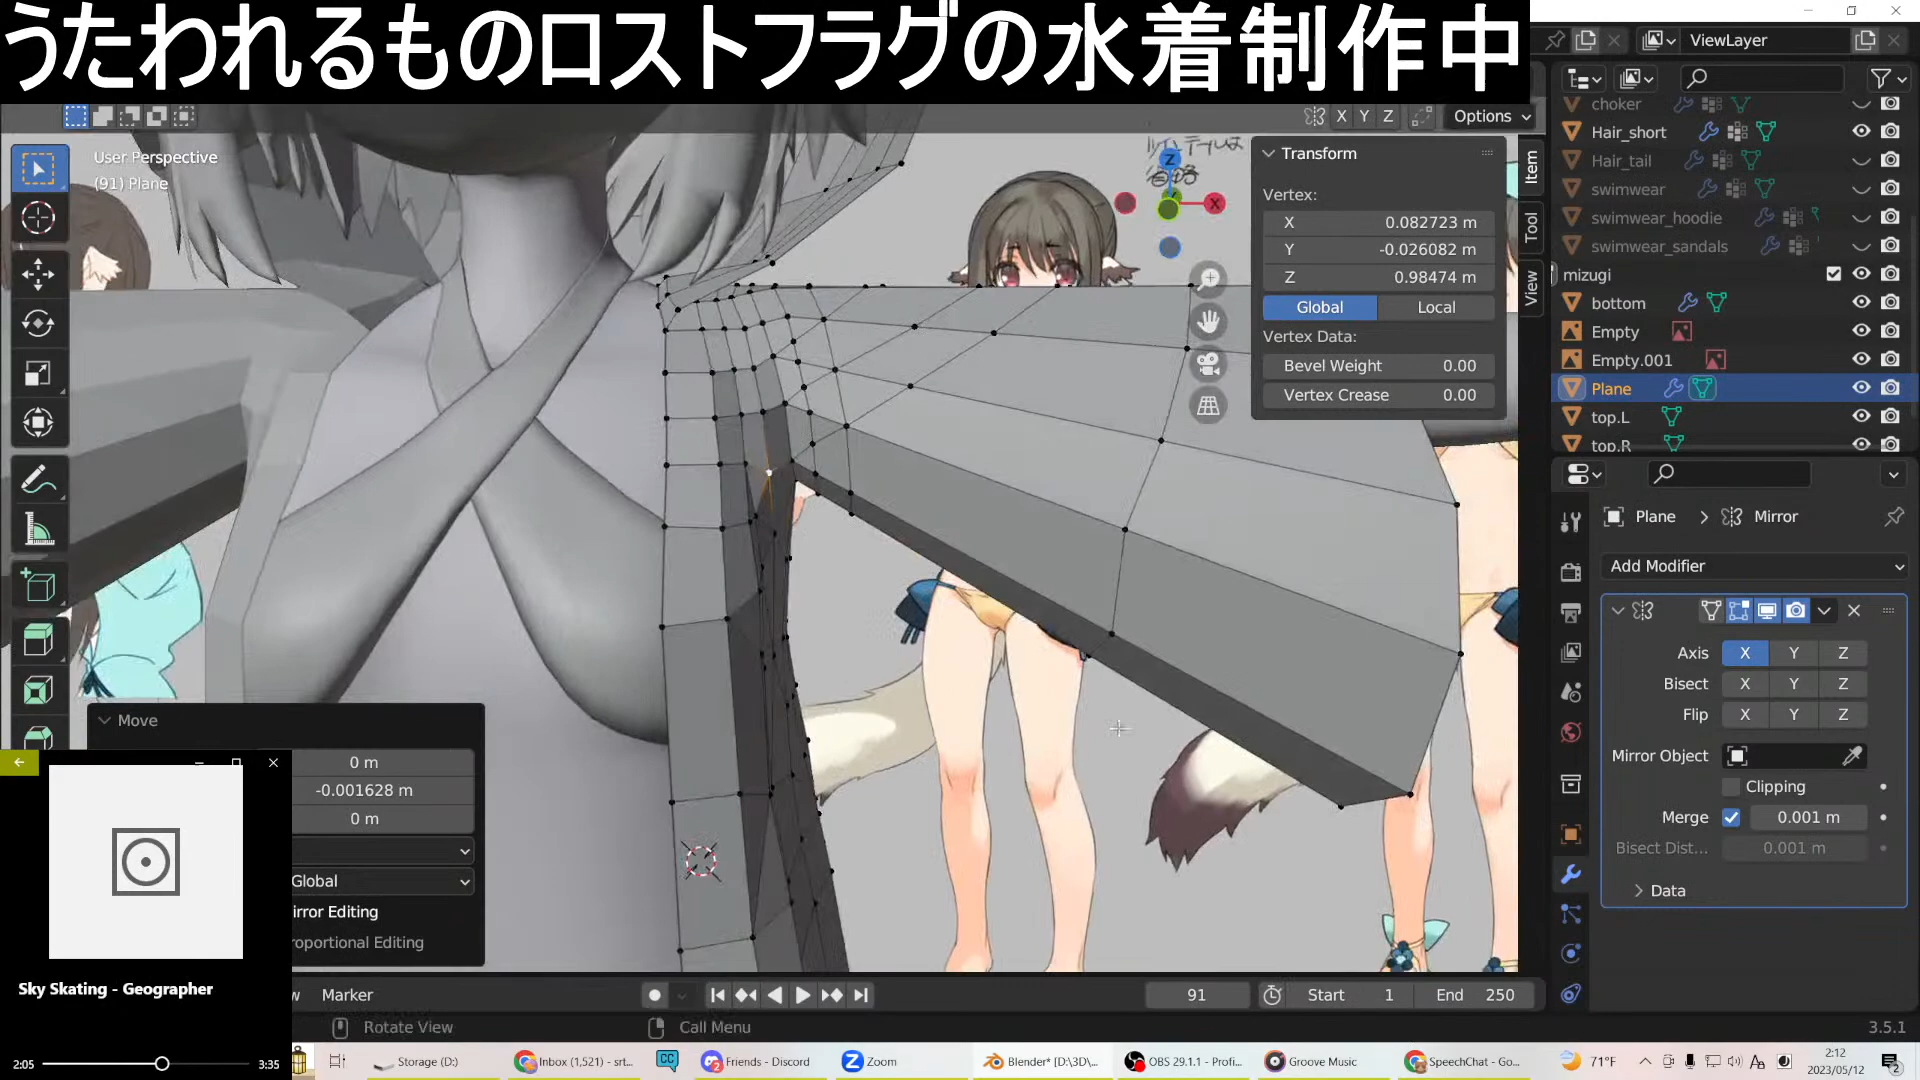 うたわれるものロストフラグの水着制作中
ViewLayer
X Y Z
Options
User Perspective
(91) Plane
Z
X
Transform
Vertex:
X 0.082723 m
Y -0.026082 m
Z 0.98474 m
Global Local
Vertex Data:
Bevel Weight 0.00
Vertex Crease 0.00
Item
Tool
View
choker
Hair_short
Hair_tail
swimwear
swimwear_hoodie
swimwear_sandals
mizugi
bottom
Empty
Empty.001
Plane
top.L
top.R
Plane > Mirror
Add Modifier
Axis X Y Z
Bisect X Y Z
Flip X Y Z
Mirror Object
Clipping
Merge 0.001 m
Bisect Dist... 0.001 m
Data
Move
0 m
-0.001628 m
0 m
Global
irror Editing
roportional Editing
Sky Skating - Geographer
2:05 3:35
w Marker
91 Start 1 End 250
Rotate View Call Menu 3.5.1
Storage (D:)
Inbox (1,521) - srt...
CC
2
Friends - Discord
Zoom
Blender* [D:\3D\...
OBS 29.1.1 - Profi...
Groove Music
SpeechChat - Go...
71°F
2:12
2023/05/12
2